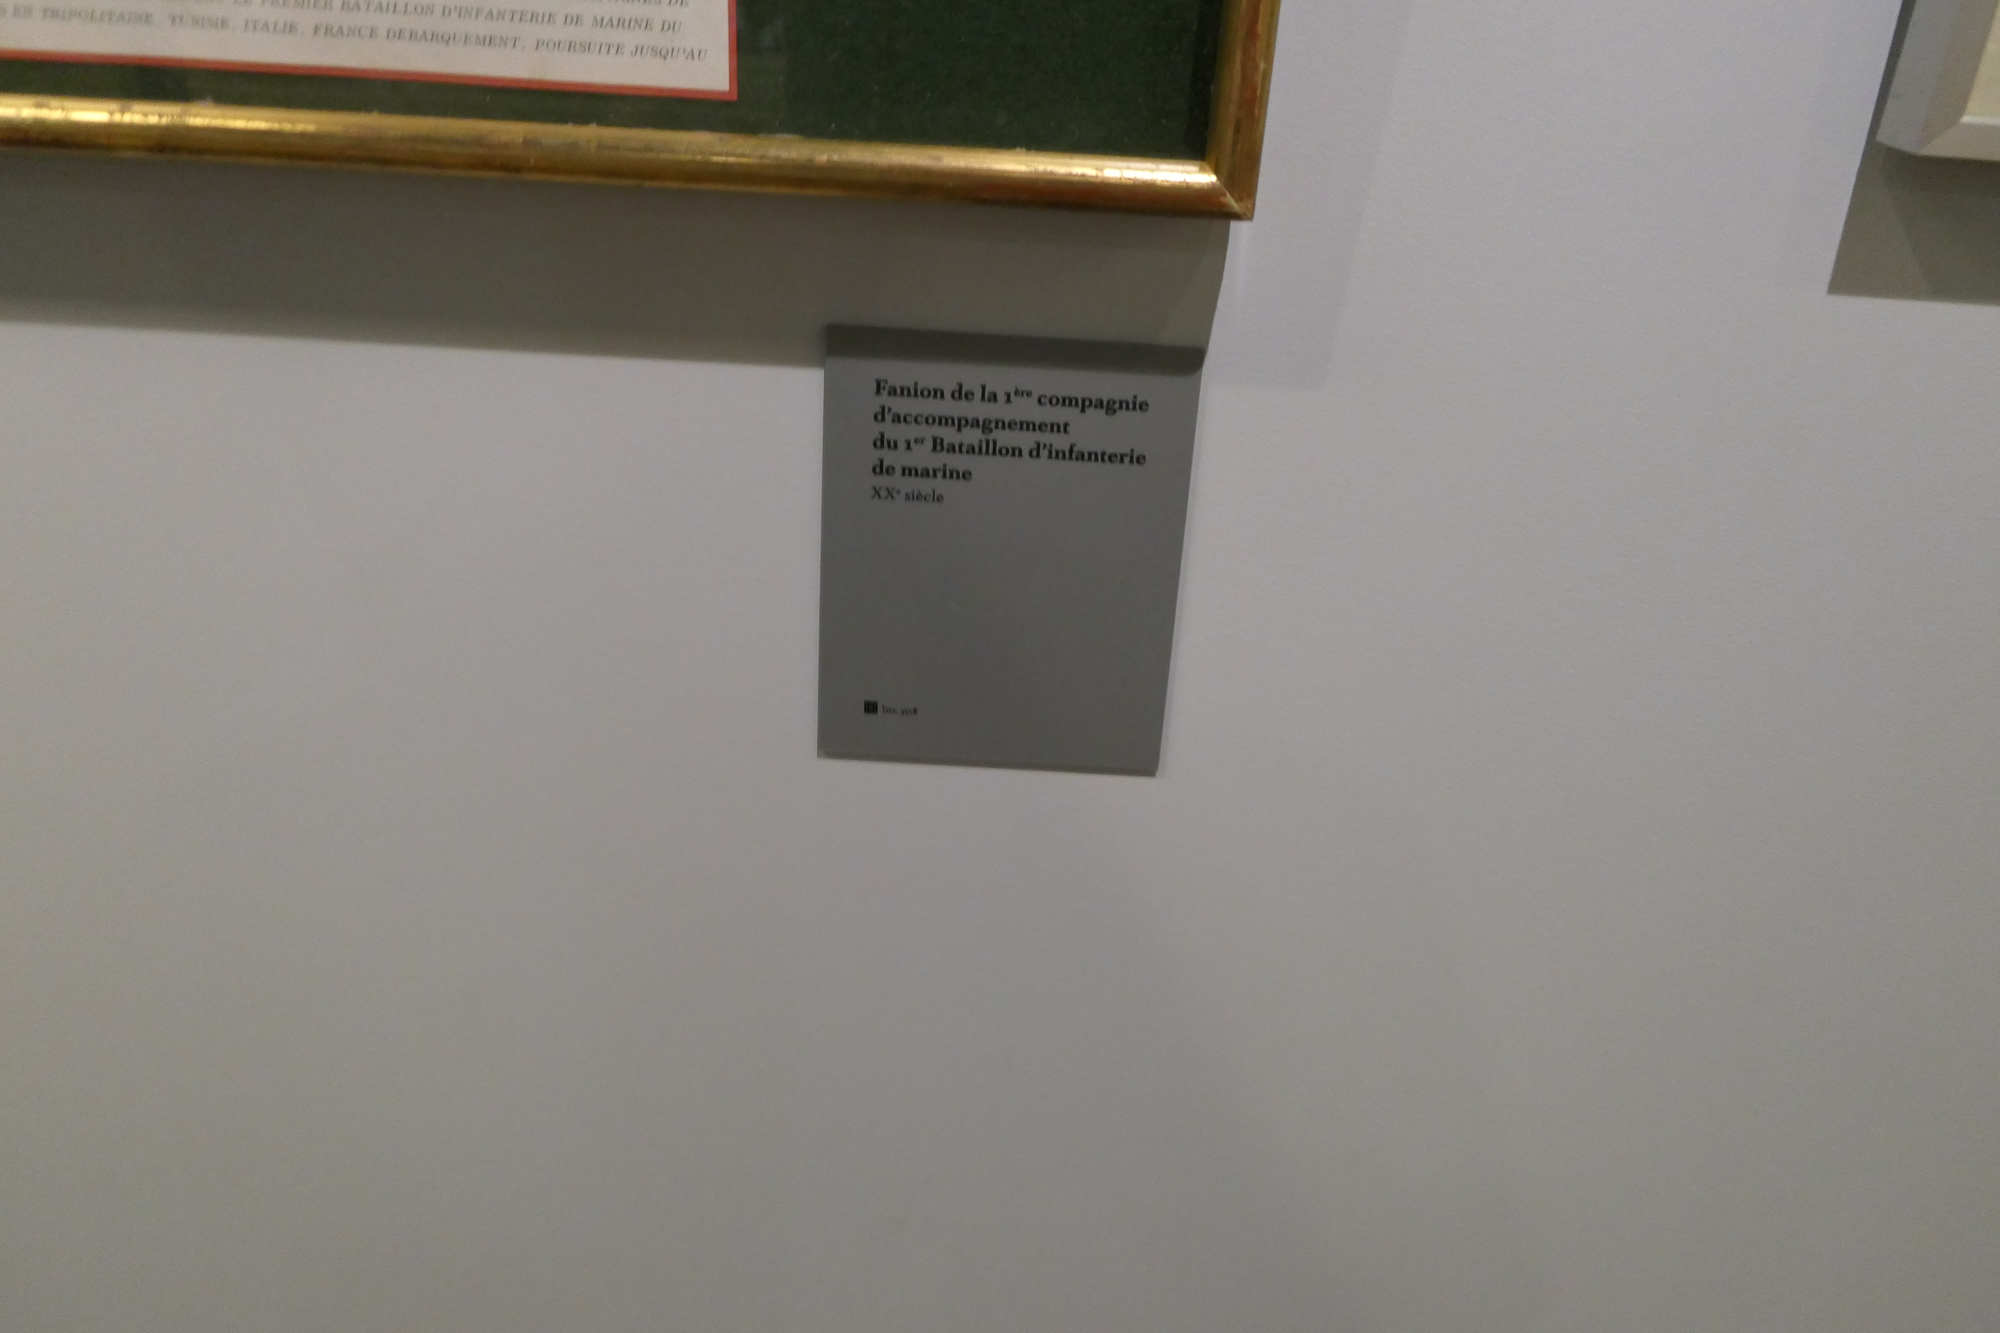 LE PREMIER BATAILLON D'INFANTERIE DE MARINE DU
EN TRIPOLITAINE, TUNISIE, ITALIE, FRANCE DEBARQUEMENT, POURSUITE JUSQU'AU
Fanion de la 1ère compagnie
d'accompagnement
du 1er Bataillon d'infanterie
de marine
XXe siècle
Inv.